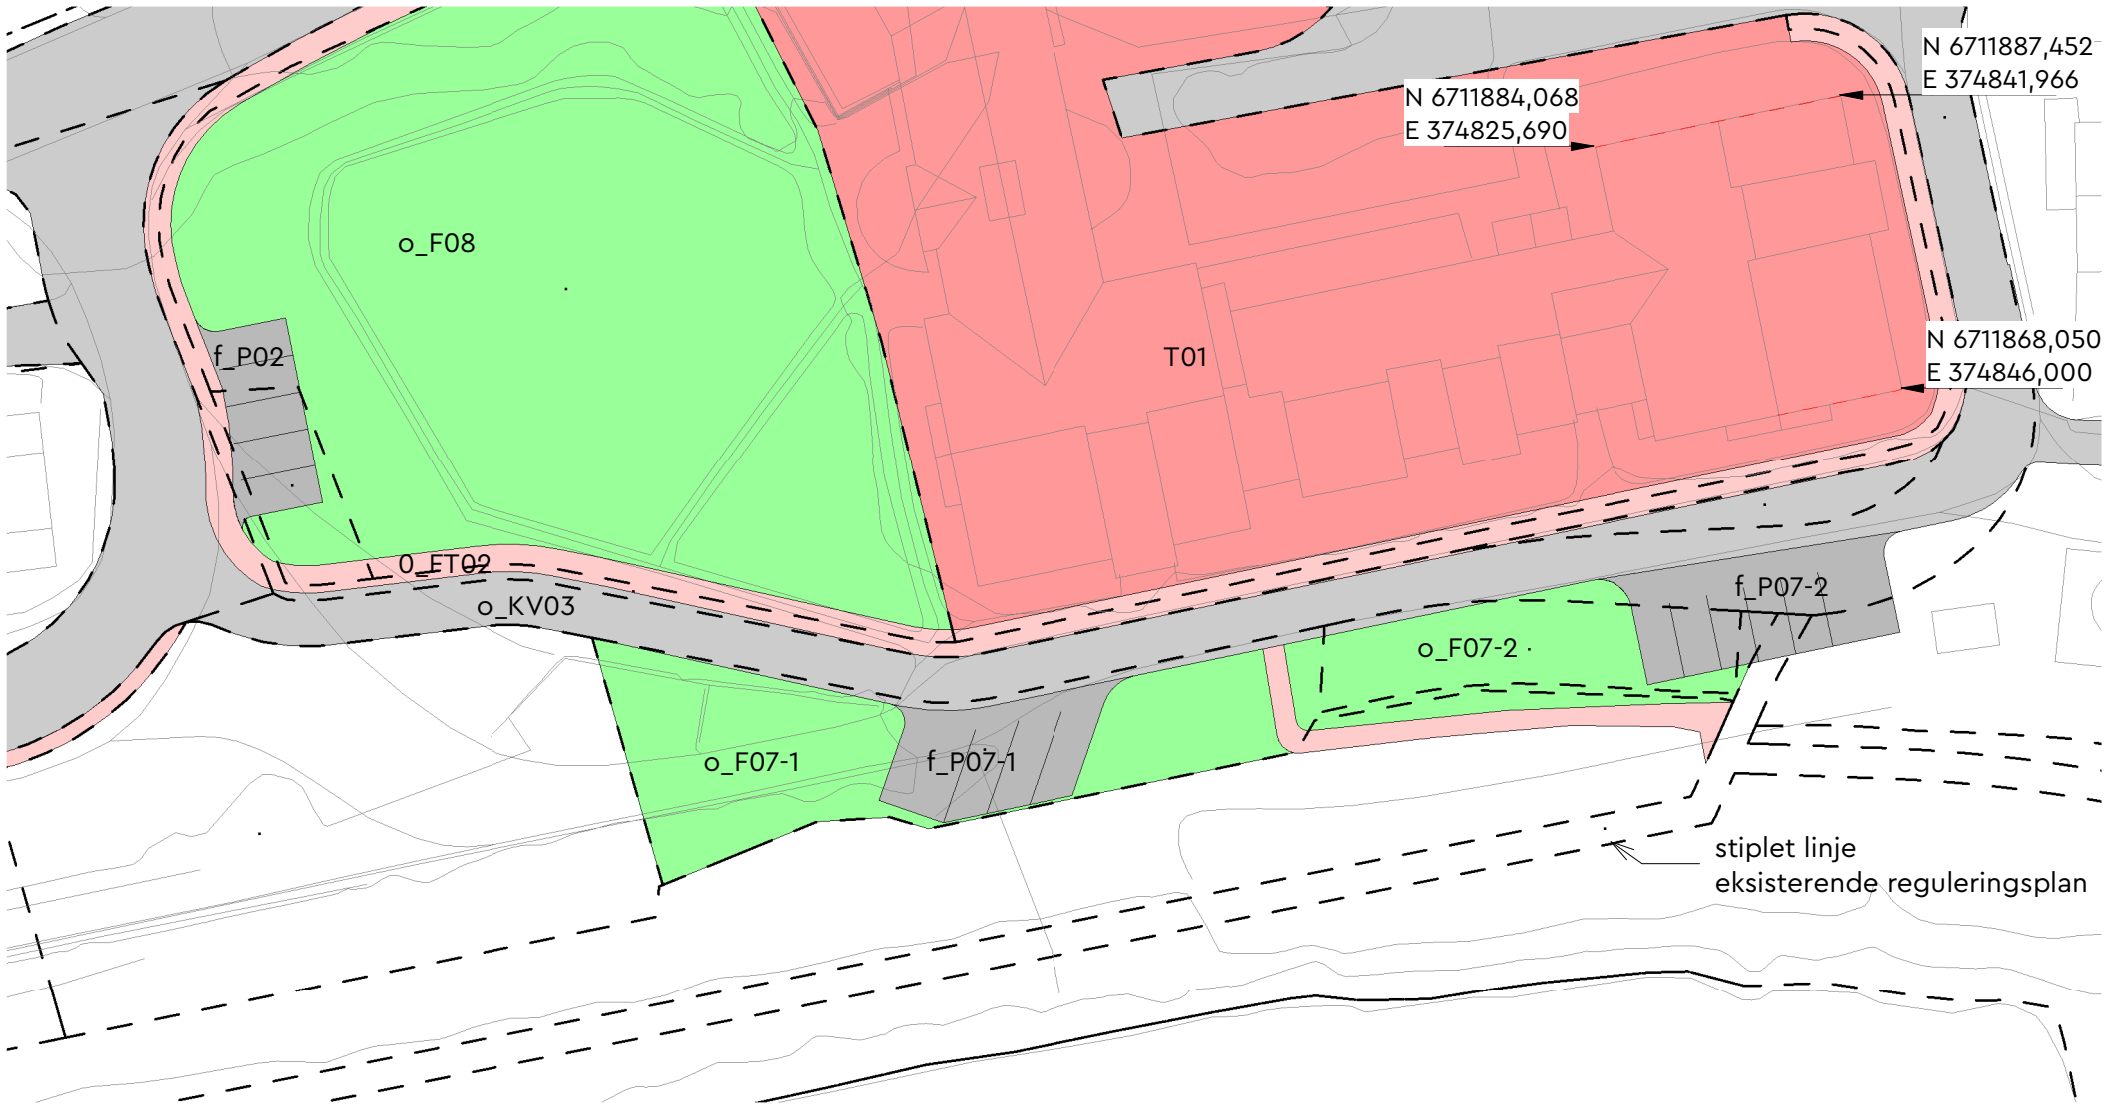 N 6711887,452
E 374841,966
N 6711884,068
E 374825,690
o_F08
f_P02
T01
N 6711868,050
E 374846,000
0_FT02
o_KV03
f_P07-2
o_F07-2
o_F07-1
f_P07-1
stiplet linje
eksisterende reguleringsplan